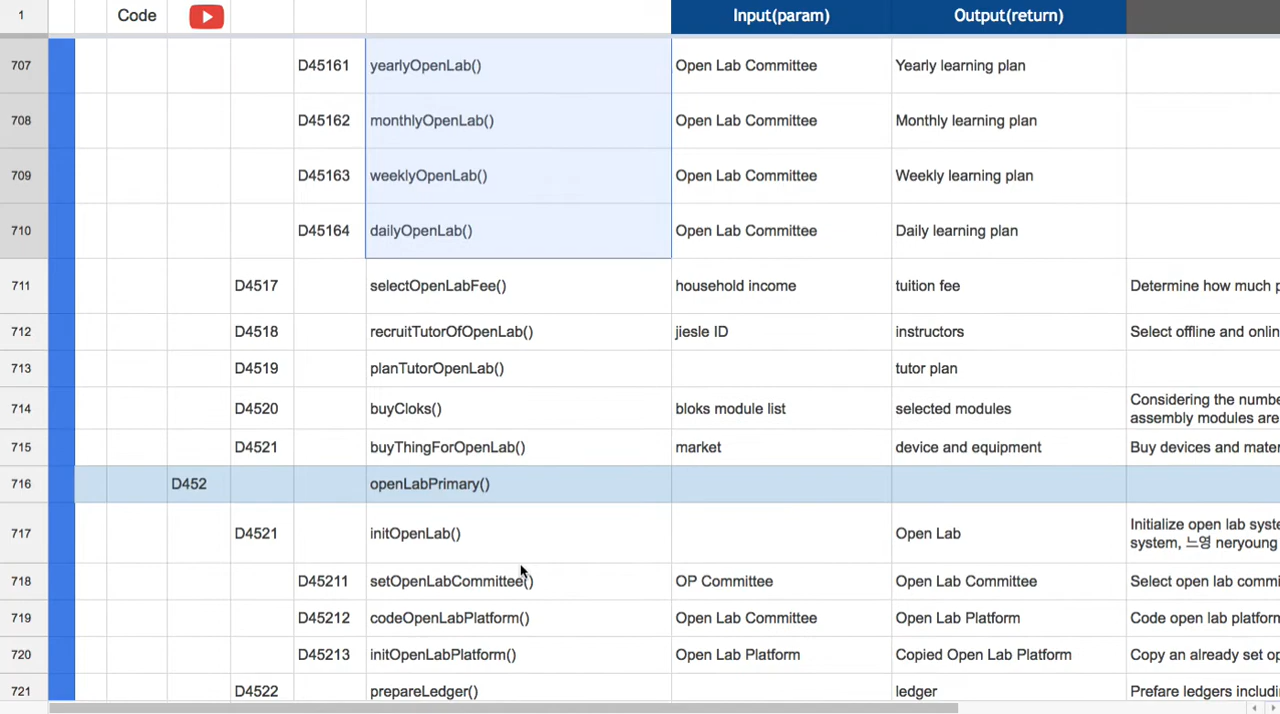 1 Code Input(param) Output(return)
707 D45161 yearlyOpenLab() Open Lab Committee Yearly learning plan
708 D45162 monthlyOpenLab() Open Lab Committee Monthly learning plan
709 D45163 weeklyOpenLab() Open Lab Committee Weekly learning plan
710 D45164 dailyOpenLab() Open Lab Committee Daily learning plan
711 D4517 selectOpenLabFee() household income tuition fee Determine how much p
712 D4518 recruitTutorOfOpenLab() jiesle ID instructors Select offline and onlin
713 D4519 planTutorOpenLab() tutor plan
714 D4520 buyCloks() bloks module list selected modules Considering the numbe
assembly modules are
715 D4521 buyThingForOpenLab() market device and equipment Buy devices and mater
716 D452 openLabPrimary()
717 D4521 initOpenLab() Open Lab Initialize open lab syste
system, 느영 neryoung
718 D45211 setOpenLabCommittee() OP Committee Open Lab Committee Select open lab commi
719 D45212 codeOpenLabPlatform() Open Lab Committee Open Lab Platform Code open lab platform
720 D45213 initOpenLabPlatform() Open Lab Platform Copied Open Lab Platform Copy an already set op
721 D4522 prepareLedger() ledger Prefare ledgers includi